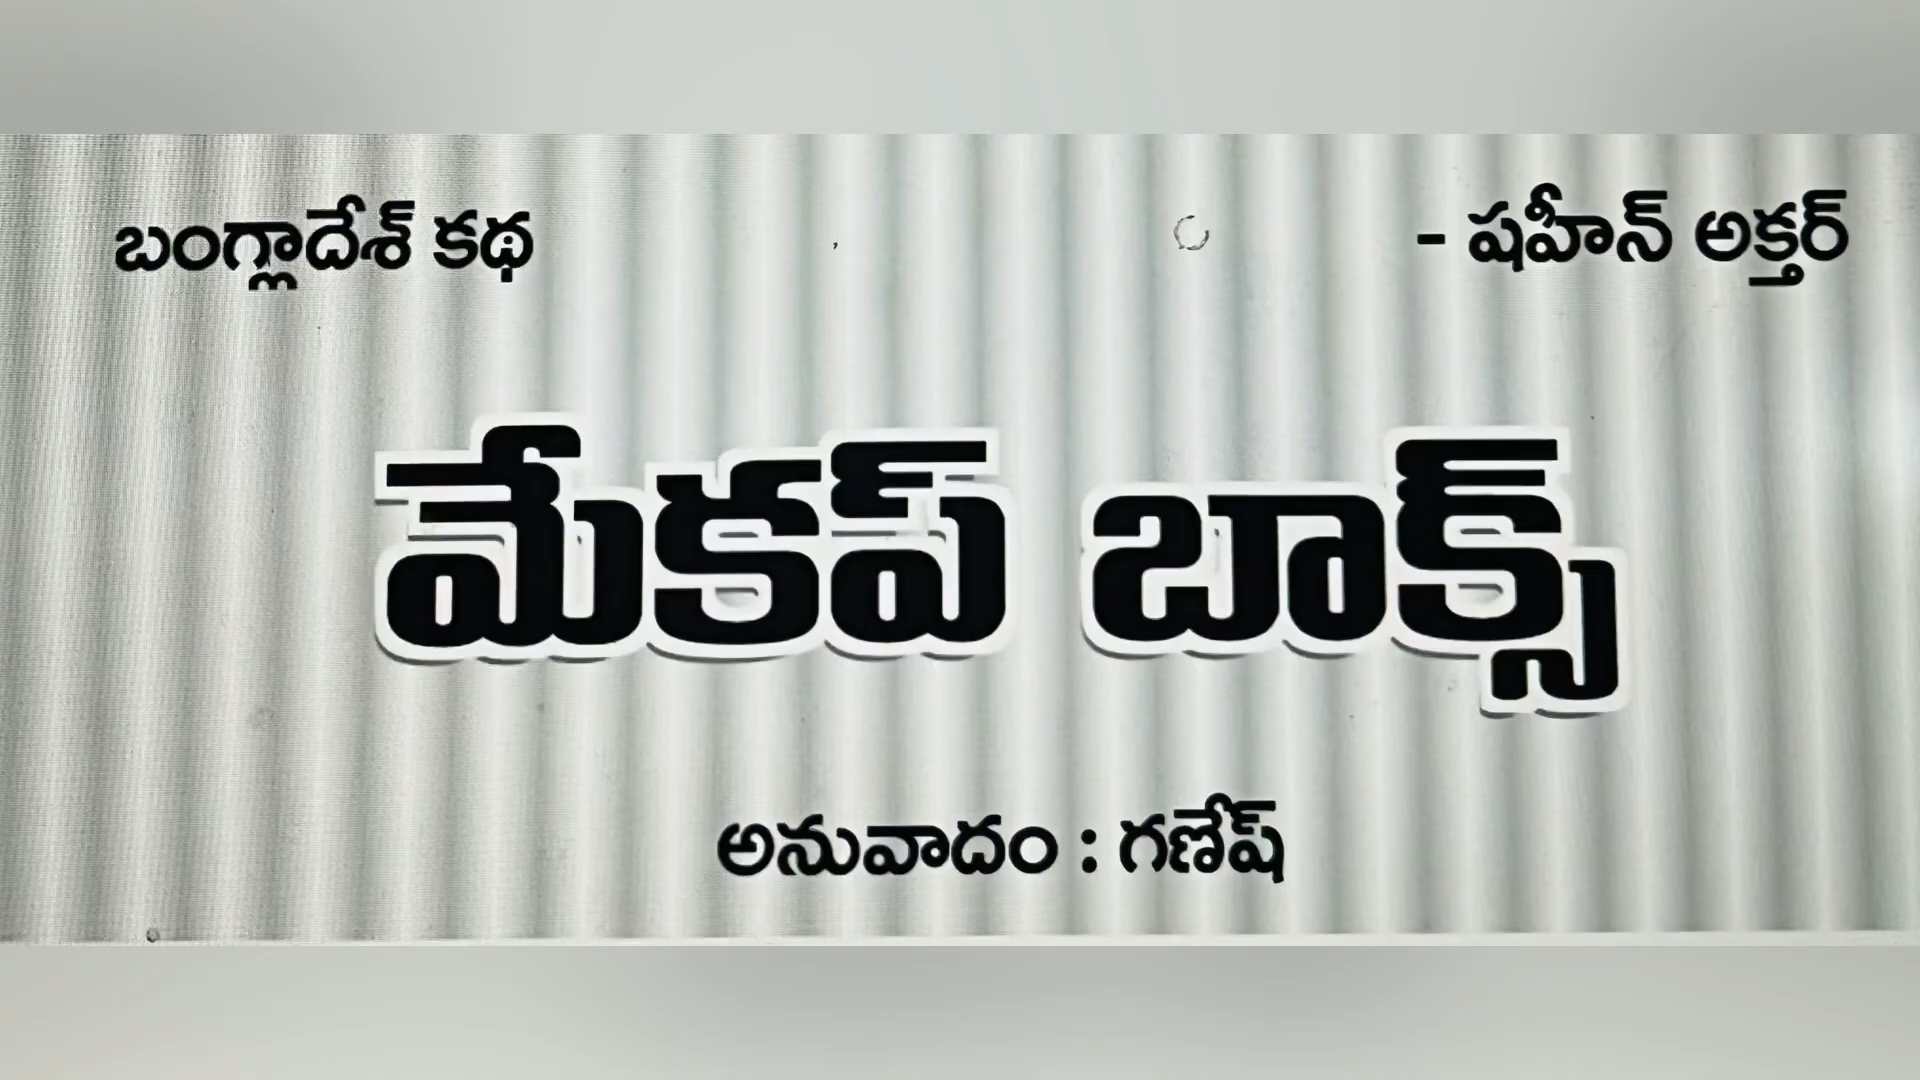 బంగ్లాదేశ్ కథ - షహీన్ అక్తర్
మేకప్ బాక్స్
అనువాదం : గణేష్